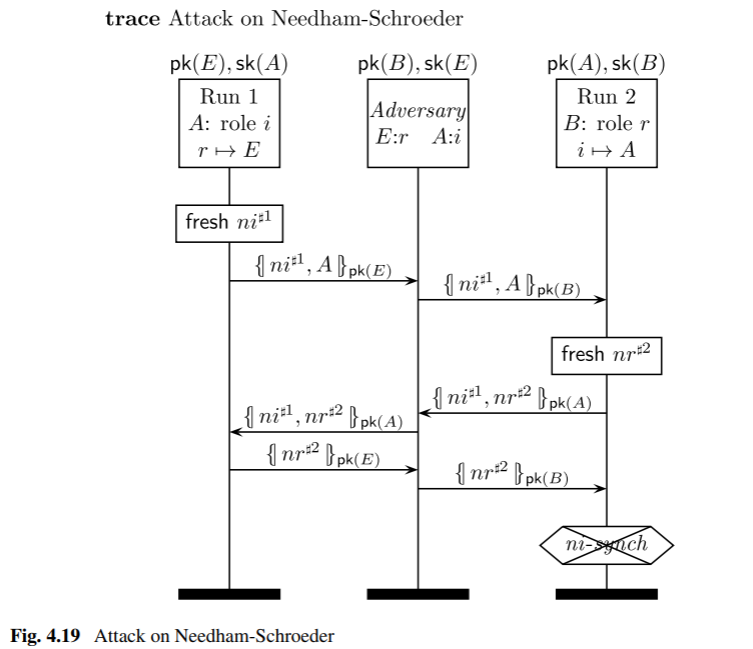 trace Attack on Needham-Schroeder
pk(E), sk(A) pk(B), sk(E) pk(A), sk(B)
Run 1
A: role i
r ↦ E
Adversary
E:r A:i
Run 2
B: role r
i ↦ A
fresh ni♯1
{| ni♯1, A |}pk(E)
{| ni♯1, A |}pk(B)
fresh nr♯2
{| ni♯1, nr♯2 |}pk(A)
{| ni♯1, nr♯2 |}pk(A)
{| nr♯2 |}pk(E)
{| nr♯2 |}pk(B)
ni-synch
Fig. 4.19 Attack on Needham-Schroeder